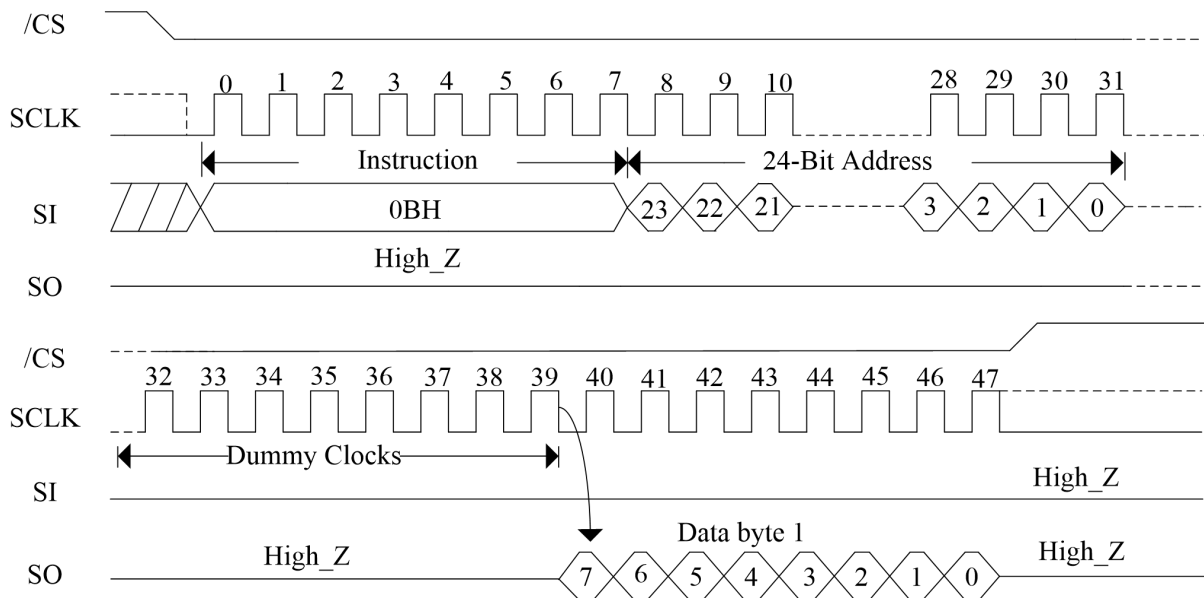 /CS
0 1 2 3 4 5 6 7 8 9 10 28 29 30 31
SCLK
Instruction 24-Bit Address
SI 0BH 23 22 21 3 2 1 0
High_Z
SO
/CS
32 33 34 35 36 37 38 39 40 41 42 43 44 45 46 47
SCLK
Dummy Clocks
SI High_Z
Data byte 1
High_Z High_Z
SO 7 6 5 4 3 2 1 0